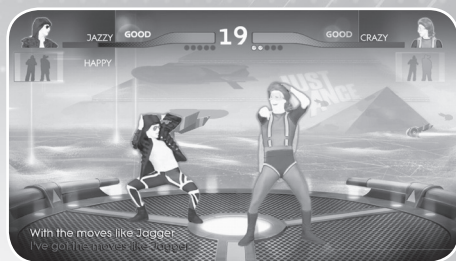 JAZZY GOOD 19 GOOD CRAZY
HAPPY
JUST
DANCE
With the moves like Jagger
I've got the moves like Jagger